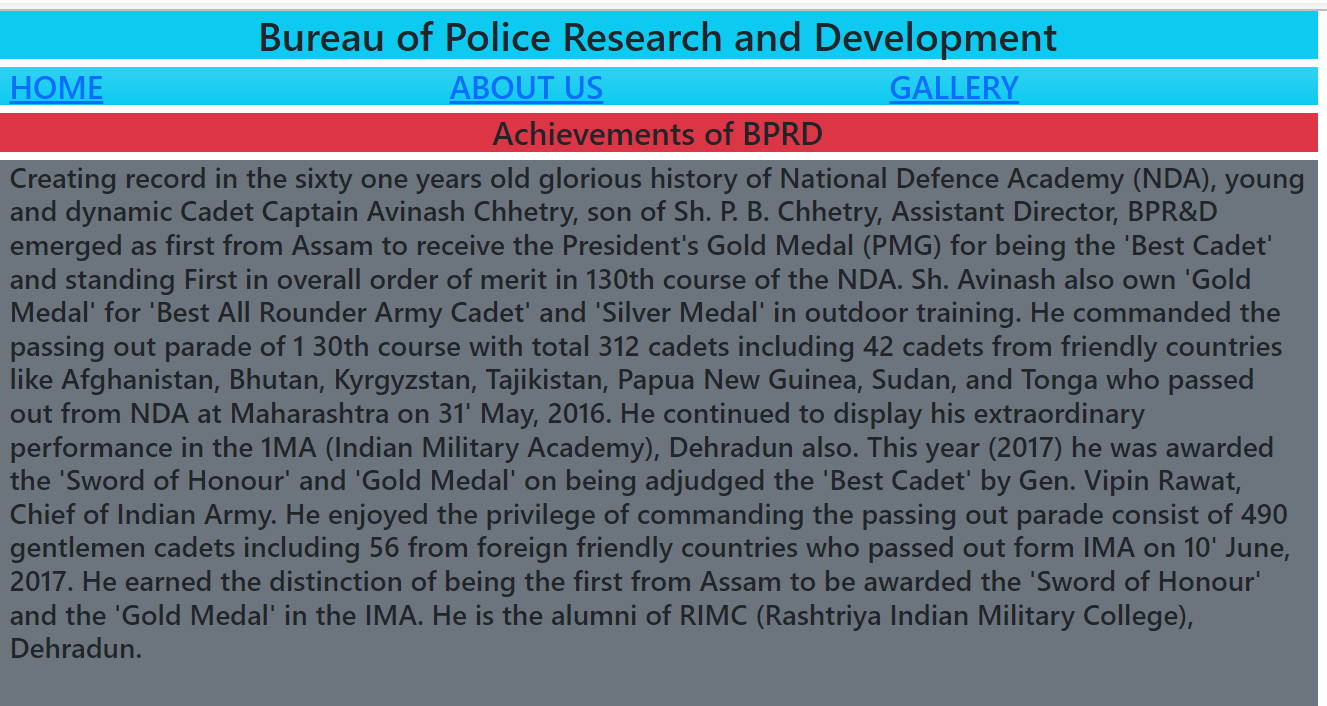 Bureau of Police Research and Development
HOME ABOUT US GALLERY
Achievements of BPRD
Creating record in the sixty one years old glorious history of National Defence Academy (NDA), young
and dynamic Cadet Captain Avinash Chhetry, son of Sh. P. B. Chhetry, Assistant Director, BPR&D
emerged as first from Assam to receive the President's Gold Medal (PMG) for being the 'Best Cadet'
and standing First in overall order of merit in 130th course of the NDA. Sh. Avinash also own 'Gold
Medal' for 'Best All Rounder Army Cadet' and 'Silver Medal' in outdoor training. He commanded the
passing out parade of 1 30th course with total 312 cadets including 42 cadets from friendly countries
like Afghanistan, Bhutan, Kyrgyzstan, Tajikistan, Papua New Guinea, Sudan, and Tonga who passed
out from NDA at Maharashtra on 31' May, 2016. He continued to display his extraordinary
performance in the 1MA (Indian Military Academy), Dehradun also. This year (2017) he was awarded
the 'Sword of Honour' and 'Gold Medal' on being adjudged the 'Best Cadet' by Gen. Vipin Rawat,
Chief of Indian Army. He enjoyed the privilege of commanding the passing out parade consist of 490
gentlemen cadets including 56 from foreign friendly countries who passed out form IMA on 10' June,
2017. He earned the distinction of being the first from Assam to be awarded the 'Sword of Honour'
and the 'Gold Medal' in the IMA. He is the alumni of RIMC (Rashtriya Indian Military College),
Dehradun.